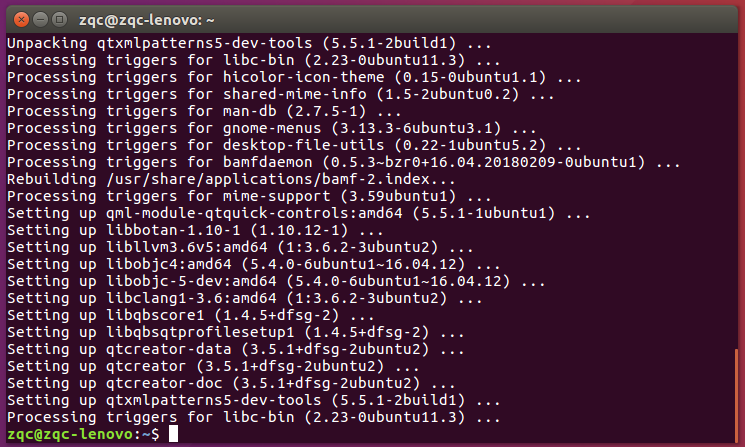 zqc@zqc-lenovo: ~
Unpacking qtxmlpatterns5-dev-tools (5.5.1-2build1) ...
Processing triggers for libc-bin (2.23-0ubuntu11.3) ...
Processing triggers for hicolor-icon-theme (0.15-0ubuntu1.1) ...
Processing triggers for shared-mime-info (1.5-2ubuntu0.2) ...
Processing triggers for man-db (2.7.5-1) ...
Processing triggers for gnome-menus (3.13.3-6ubuntu3.1) ...
Processing triggers for desktop-file-utils (0.22-1ubuntu5.2) ...
Processing triggers for bamfdaemon (0.5.3~bzr0+16.04.20180209-0ubuntu1) ...
Rebuilding /usr/share/applications/bamf-2.index...
Processing triggers for mime-support (3.59ubuntu1) ...
Setting up qml-module-qtquick-controls:amd64 (5.5.1-1ubuntu1) ...
Setting up libbotan-1.10-1 (1.10.12-1) ...
Setting up libllvm3.6v5:amd64 (1:3.6.2-3ubuntu2) ...
Setting up libobjc4:amd64 (5.4.0-6ubuntu1~16.04.12) ...
Setting up libobjc-5-dev:amd64 (5.4.0-6ubuntu1~16.04.12) ...
Setting up libclang1-3.6:amd64 (1:3.6.2-3ubuntu2) ...
Setting up libqbscore1 (1.4.5+dfsg-2) ...
Setting up libqbsqtprofilesetup1 (1.4.5+dfsg-2) ...
Setting up qtcreator-data (3.5.1+dfsg-2ubuntu2) ...
Setting up qtcreator (3.5.1+dfsg-2ubuntu2) ...
Setting up qtcreator-doc (3.5.1+dfsg-2ubuntu2) ...
Setting up qtxmlpatterns5-dev-tools (5.5.1-2build1) ...
Processing triggers for libc-bin (2.23-0ubuntu11.3) ...
zqc@zqc-lenovo:~$